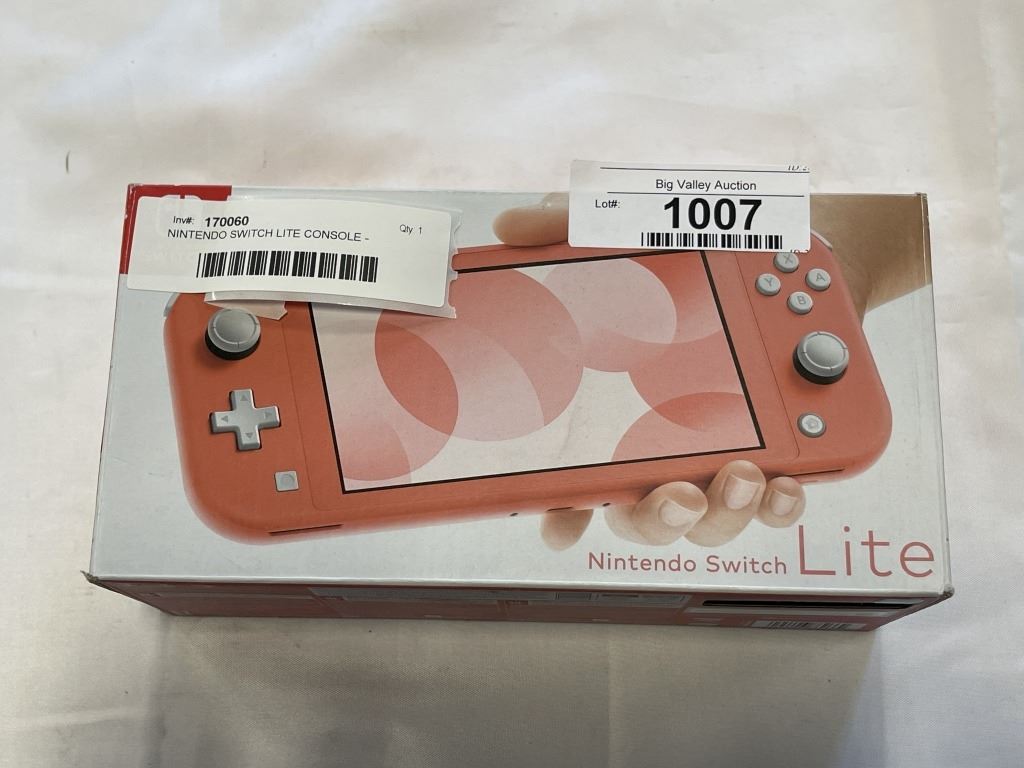 Big Valley Auction
Lot#: 1007
Inv#: 170060
Qty 1
NINTENDO SWITCH LITE CONSOLE -
X
Y
A
B
Nintendo Switch Lite